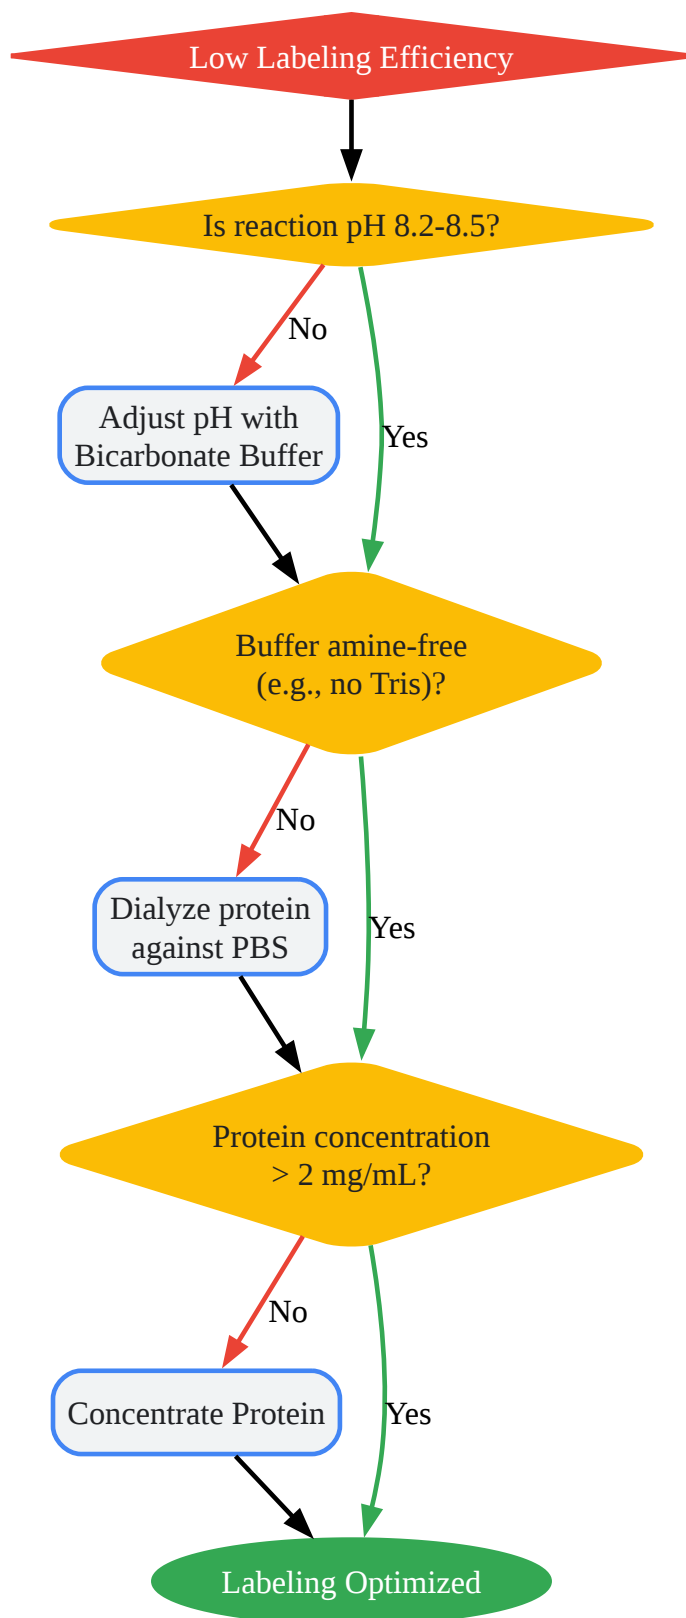 Low Labeling Efficiency
Is reaction pH 8.2-8.5?
No
Adjust pH with
Bicarbonate Buffer
Yes
Buffer amine-free
(e.g., no Tris)?
No
Dialyze protein
against PBS
Yes
Protein concentration
> 2 mg/mL?
No
Concentrate Protein
Yes
Labeling Optimized